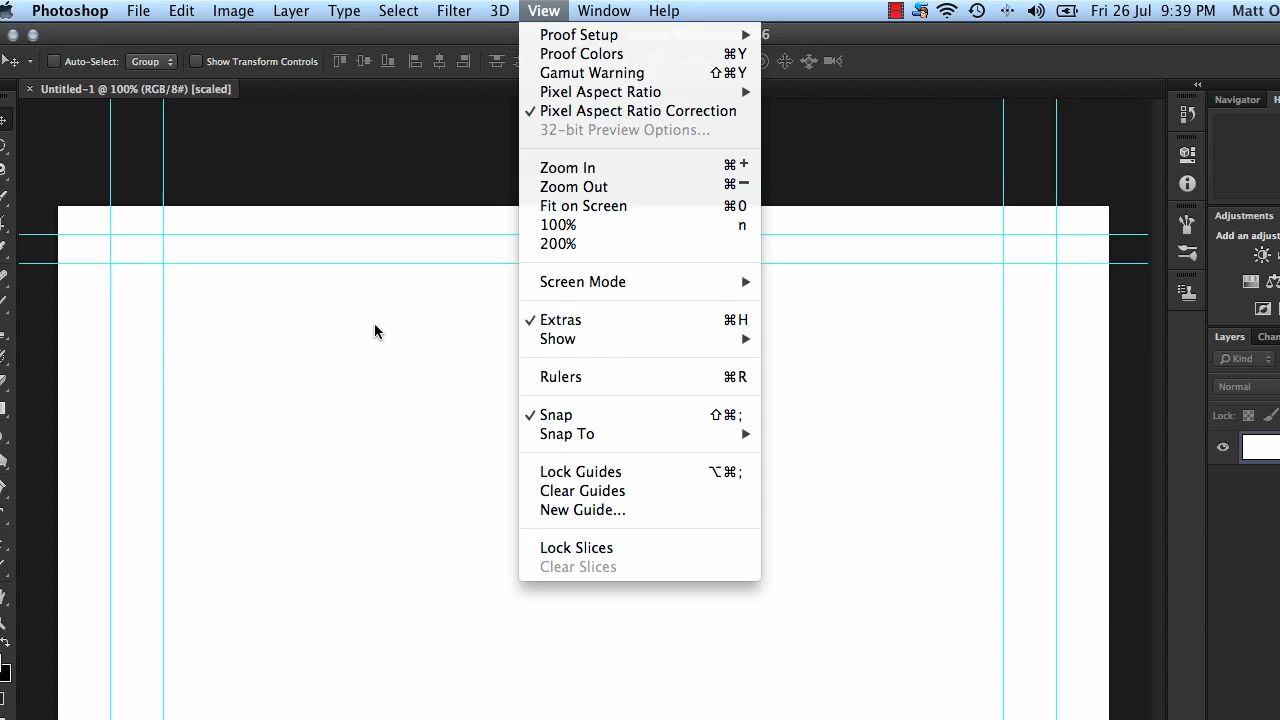 Photoshop File Edit Image Layer Type Select Filter 3D View Window Help Fri 26 Jul 9:39 PM Matt O
6
Auto-Select: Group Show Transform Controls
× Untitled-1 @ 100% (RGB/8#) [scaled]
Proof Setup
Proof Colors ⌘Y
Gamut Warning ⇧⌘Y
Pixel Aspect Ratio
✓ Pixel Aspect Ratio Correction
32-bit Preview Options...
Zoom In ⌘+
Zoom Out ⌘−
Fit on Screen ⌘0
100% n
200%
Screen Mode
✓ Extras ⌘H
Show
Rulers ⌘R
✓ Snap ⇧⌘;
Snap To
Lock Guides ⌥⌘;
Clear Guides
New Guide...
Lock Slices
Clear Slices
Navigator H
Adjustments
Add an adjust
Layers Chan
Kind
Normal
Lock: